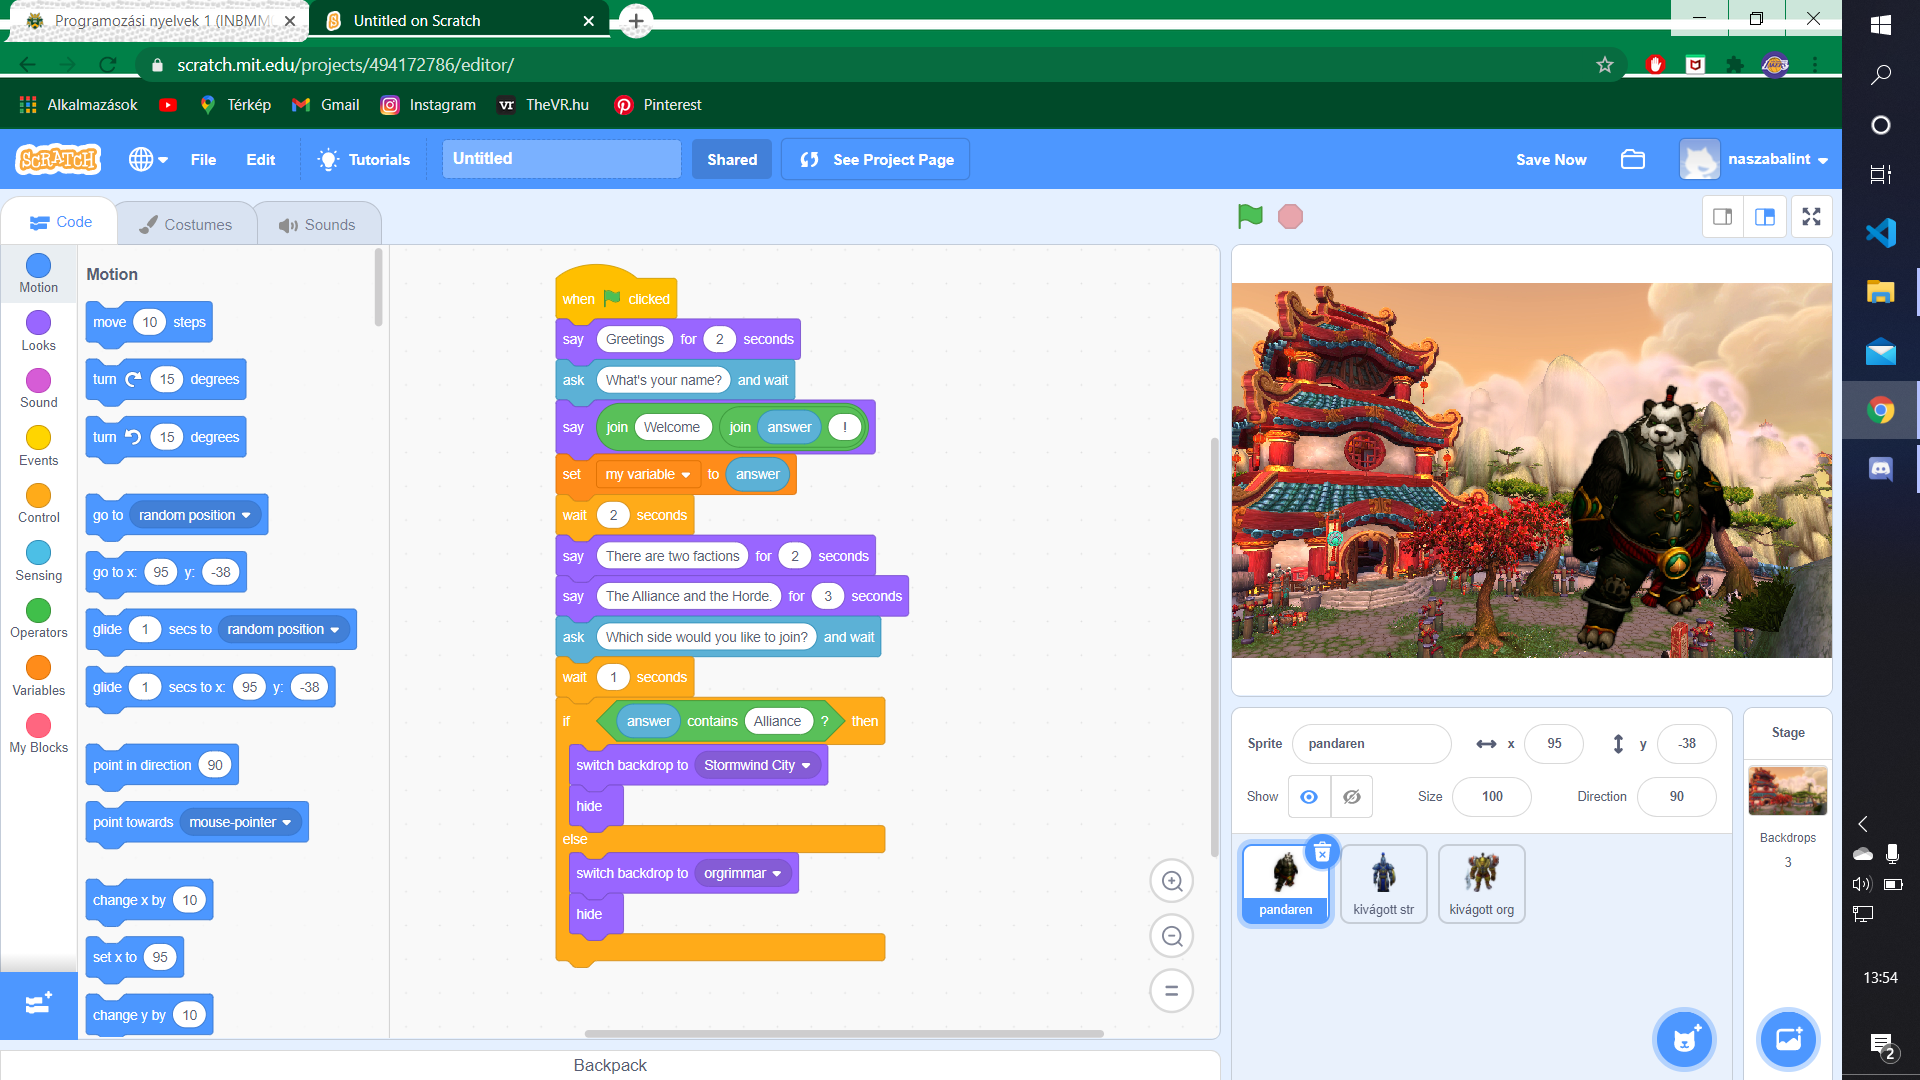 Programozási nyelvek 1 (INBMM
Untitled on Scratch
scratch.mit.edu/projects/494172786/editor/
Alkalmazások
Térkép
Gmail
Instagram
vr TheVR.hu
Pinterest
SCRATCH
File
Edit
Tutorials
Untitled
Shared
See Project Page
Save Now
naszabalint
Code
Costumes
Sounds
Motion
Looks
Sound
Events
Control
Sensing
Operators
Variables
My Blocks
Motion
move 10 steps
turn 15 degrees
turn 15 degrees
go to random position
go to x: 95 y: -38
glide 1 secs to random position
glide 1 secs to x: 95 y: -38
point in direction 90
point towards mouse-pointer
change x by 10
set x to 95
change y by 10
when clicked
say Greetings for 2 seconds
ask What's your name? and wait
say join Welcome join answer !
set my variable to answer
wait 2 seconds
say There are two factions for 2 seconds
say The Alliance and the Horde. for 3 seconds
ask Which side would you like to join? and wait
wait 1 seconds
if answer contains Alliance ? then
switch backdrop to Stormwind City
hide
else
switch backdrop to orgrimmar
hide
Backpack
Sprite pandaren x 95 y -38
Show Size 100 Direction 90
pandaren
kivágott str
kivágott org
Stage
Backdrops
3
13:54
2